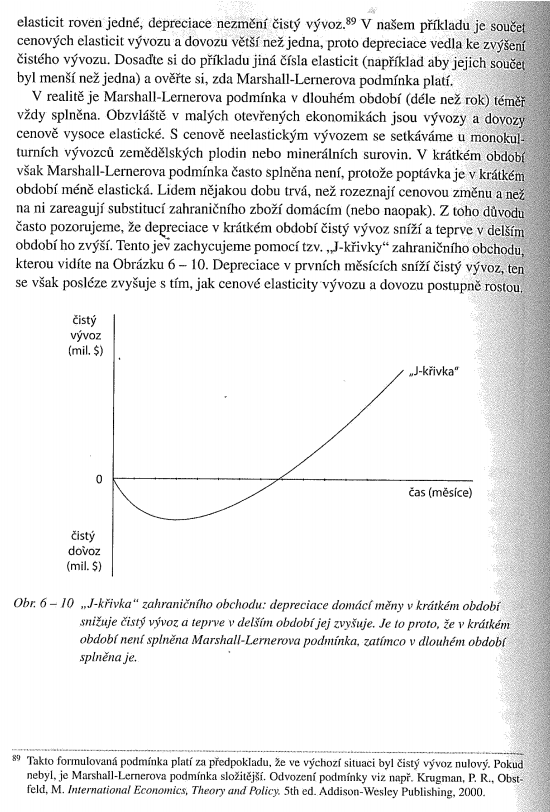 elasticit roven jedné, depreciace nezmění čistý vývoz.⁸⁹ V našem příkladu je součet
cenových elasticit vývozu a dovozu větší než jedna, proto depreciace vedla ke zvýšení
čistého vývozu. Dosaďte si do příkladu jiná čísla elasticit (například aby jejich součet
byl menší než jedna) a ověřte si, zda Marshall-Lernerova podmínka platí.
V realitě je Marshall-Lernerova podmínka v dlouhém období (déle než rok) téměř
vždy splněna. Obzvláště v malých otevřených ekonomikách jsou vývozy a dovozy
cenově vysoce elastické. S cenově neelastickým vývozem se setkáváme u monokul-
turních vývozců zemědělských plodin nebo minerálních surovin. V krátkém období
však Marshall-Lernerova podmínka často splněna není, protože poptávka je v krátkém
období méně elastická. Lidem nějakou dobu trvá, než rozeznají cenovou změnu a než
na ni zareagují substitucí zahraničního zboží domácím (nebo naopak). Z toho důvodu
často pozorujeme, že depreciace v krátkém období čistý vývoz sníží a teprve v delším
období ho zvýší. Tento jev zachycujeme pomocí tzv. „J-křivky“ zahraničního obchodu,
kterou vidíte na Obrázku 6 – 10. Depreciace v prvních měsících sníží čistý vývoz, ten
se však posléze zvyšuje s tím, jak cenové elasticity vývozu a dovozu postupně rostou.
čistý
vývoz
(mil. $)
„J-křivka“
0
čas (měsíce)
čistý
dovoz
(mil. $)
Obr. 6 – 10 „J-křivka“ zahraničního obchodu: depreciace domácí měny v krátkém období
snižuje čistý vývoz a teprve v delším období jej zvyšuje. Je to proto, že v krátkém
období není splněna Marshall-Lernerova podmínka, zatímco v dlouhém období
splněna je.
⁸⁹ Takto formulovaná podmínka platí za předpokladu, že ve výchozí situaci byl čistý vývoz nulový. Pokud
nebyl, je Marshall-Lernerova podmínka složitější. Odvození podmínky viz např. Krugman, P. R., Obst-
feld, M. International Economics, Theory and Policy. 5th ed. Addison-Wesley Publishing, 2000.